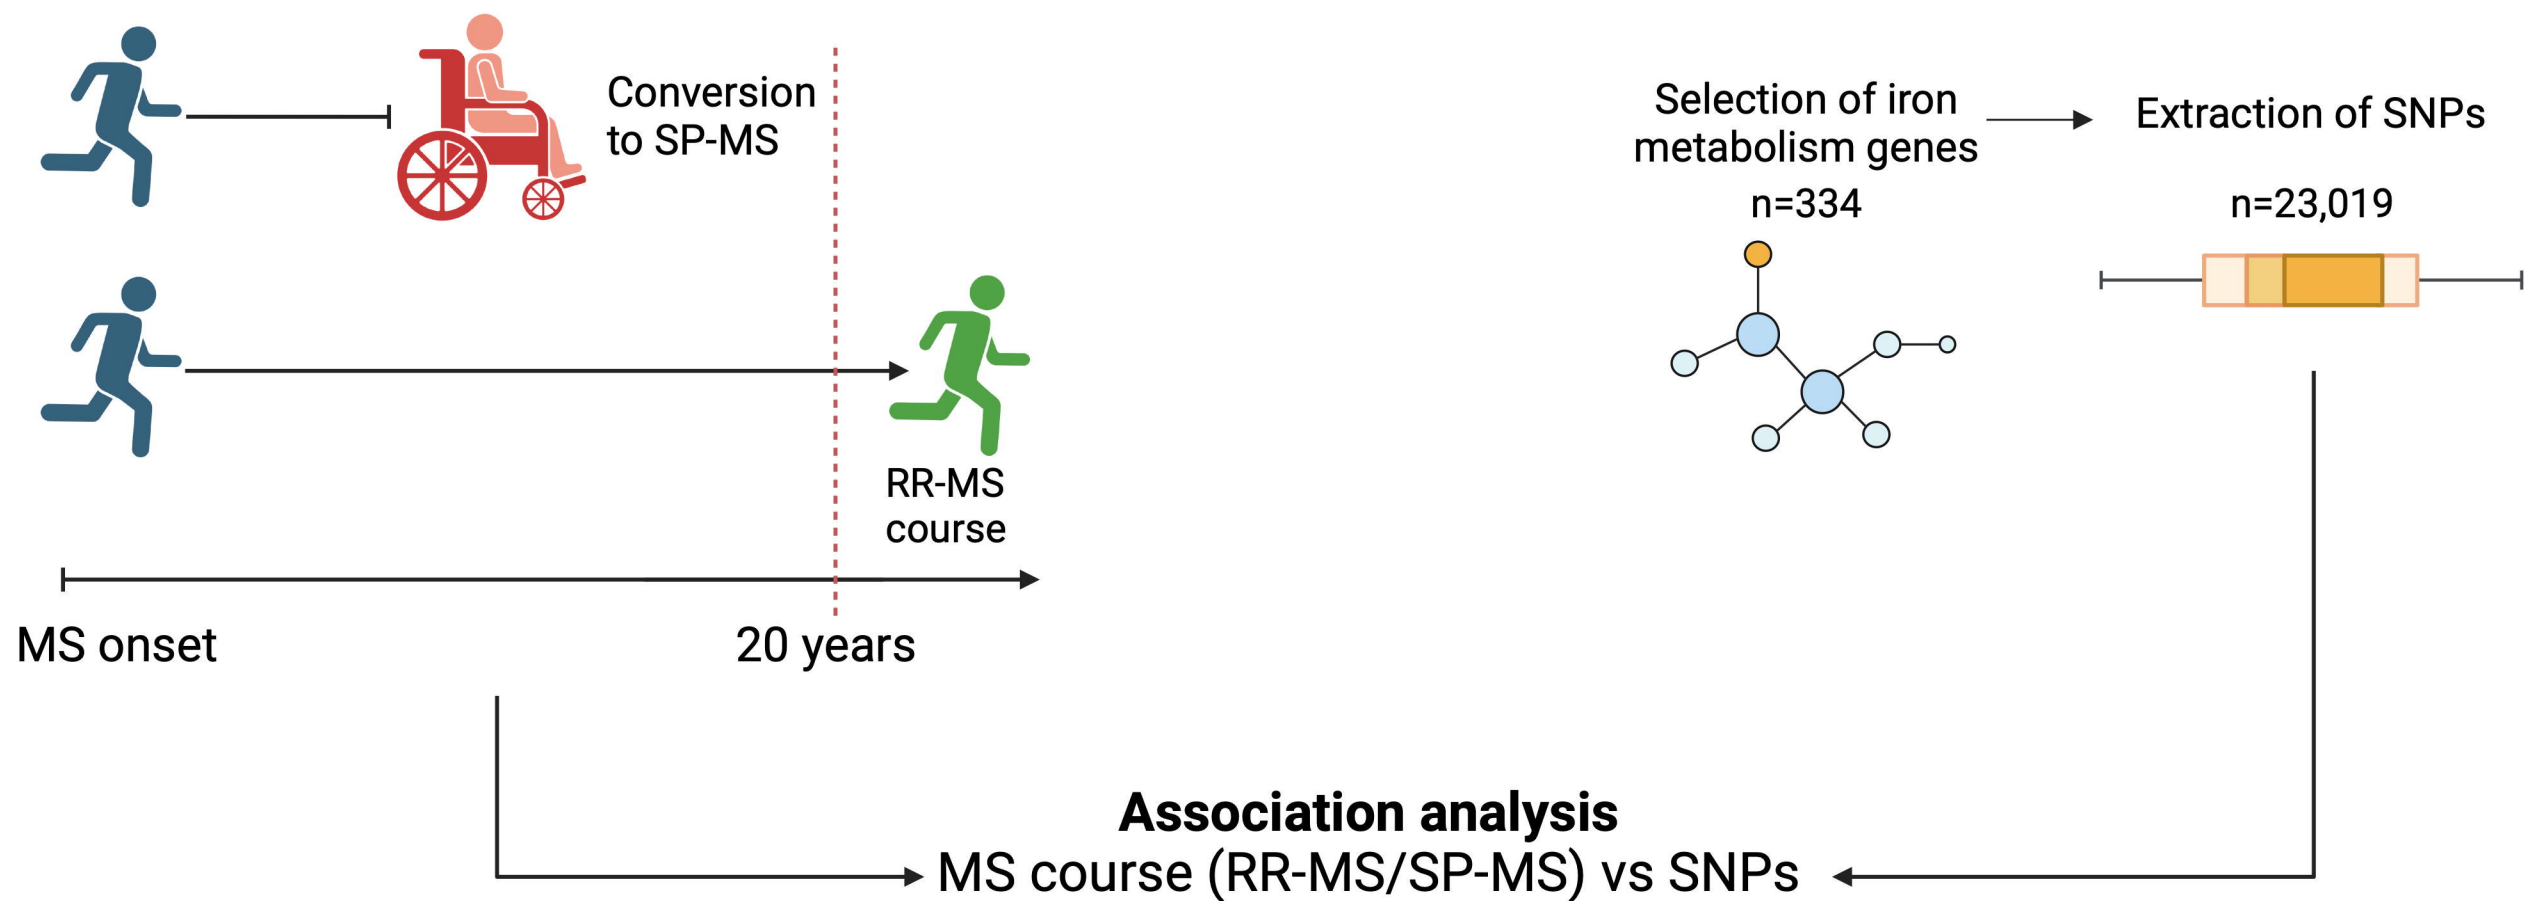 Conversion
to SP-MS
RR-MS
course
MS onset
20 years
Selection of iron
metabolism genes
n=334
Extraction of SNPs
n=23,019
Association analysis
MS course (RR-MS/SP-MS) vs SNPs